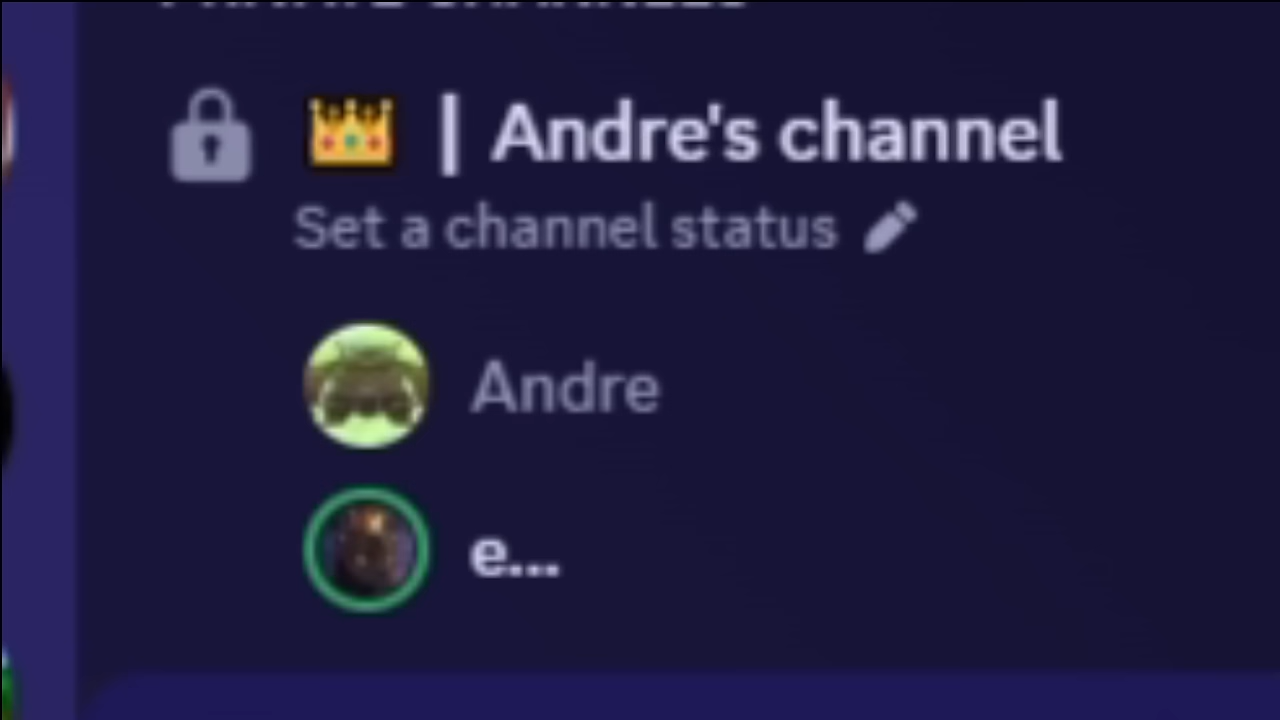 | Andre's channel
Set a channel status
Andre
e...